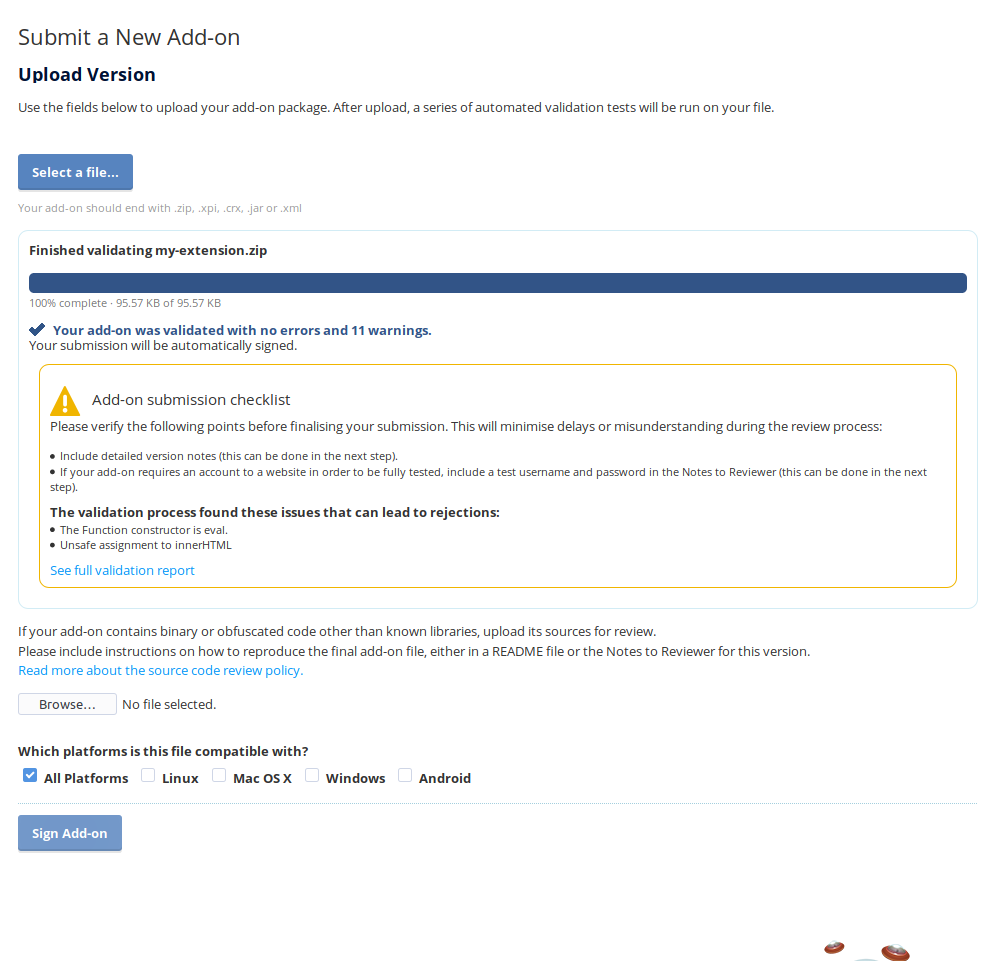 Submit a New Add-on
Upload Version
Use the fields below to upload your add-on package. After upload, a series of automated validation tests will be run on your file.
Select a file...
Your add-on should end with .zip, .xpi, .crx, .jar or .xml
Finished validating my-extension.zip
100% complete · 95.57 KB of 95.57 KB
Your add-on was validated with no errors and 11 warnings.
Your submission will be automatically signed.
Add-on submission checklist
Please verify the following points before finalising your submission. This will minimise delays or misunderstanding during the review process:
• Include detailed version notes (this can be done in the next step).
• If your add-on requires an account to a website in order to be fully tested, include a test username and password in the Notes to Reviewer (this can be done in the next
step).
The validation process found these issues that can lead to rejections:
• The Function constructor is eval.
• Unsafe assignment to innerHTML
See full validation report
If your add-on contains binary or obfuscated code other than known libraries, upload its sources for review.
Please include instructions on how to reproduce the final add-on file, either in a README file or the Notes to Reviewer for this version.
Read more about the source code review policy.
Browse... No file selected.
Which platforms is this file compatible with?
All Platforms Linux Mac OS X Windows Android
Sign Add-on